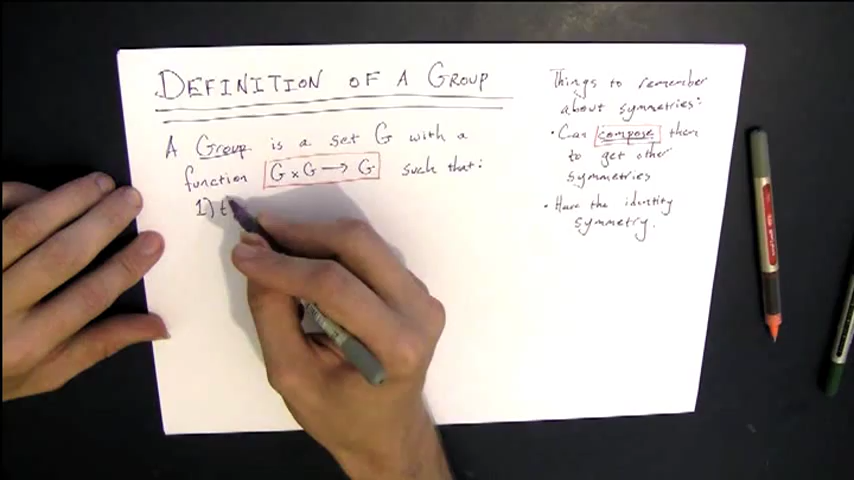 DEFINITION OF A GROUP
A Group is a set G with a
function G × G → G such that:
1) t
Things to remember
about symmetries:
• Can compose them
to get other
symmetries
• Have the identity
symmetry.